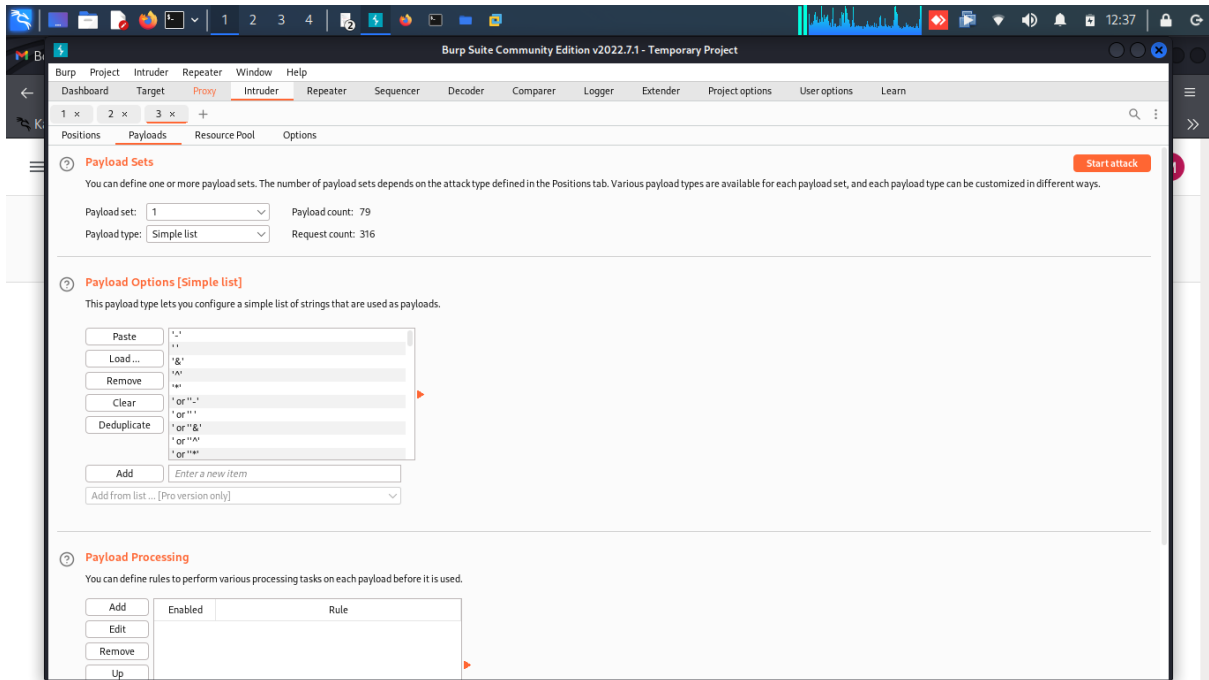 1 2 3 4 12:37
Burp Suite Community Edition v2022.7.1 - Temporary Project
Burp Project Intruder Repeater Window Help
Dashboard Target Proxy Intruder Repeater Sequencer Decoder Comparer Logger Extender Project options User options Learn
1 × 2 × 3 × +
Positions Payloads Resource Pool Options
? Payload Sets Start attack
You can define one or more payload sets. The number of payload sets depends on the attack type defined in the Positions tab. Various payload types are available for each payload set, and each payload type can be customized in different ways.
Payload set: 1 Payload count: 79
Payload type: Simple list Request count: 316
? Payload Options [Simple list]
This payload type lets you configure a simple list of strings that are used as payloads.
Paste
Load ...
Remove
Clear
Deduplicate
'-'
' '
'&'
'^'
'*'
' or ''-'
' or '' '
' or ''&'
' or ''^'
' or ''*'
Add Enter a new item
Add from list ... [Pro version only]
? Payload Processing
You can define rules to perform various processing tasks on each payload before it is used.
Add Enabled Rule
Edit
Remove
Up